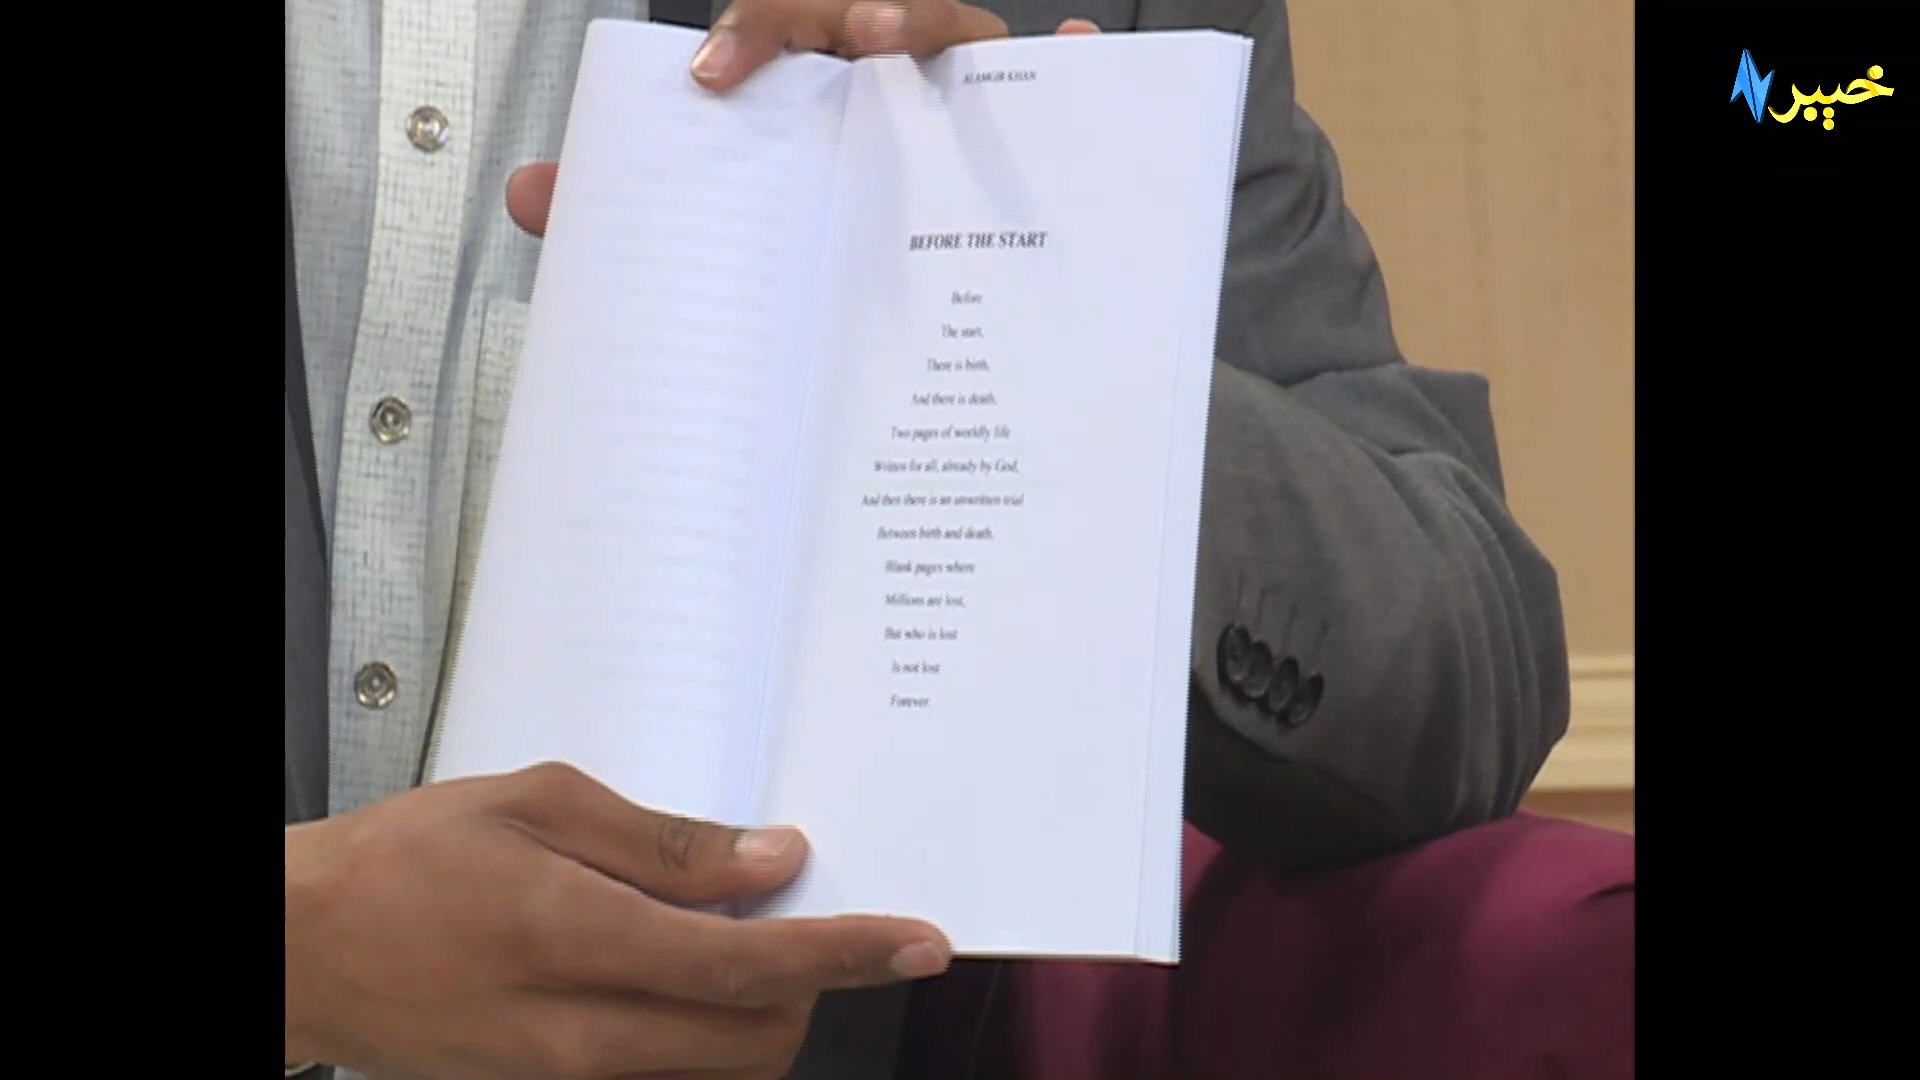 ALAMGIR KHAN
خیبر
BEFORE THE START
Before
The start,
There is birth,
And there is death,
Two pages of worldly life
Written for all, already by God,
And then there is an unwritten trial
Between birth and death,
Blank pages where
Millions are lost,
But who is lost
Is not lost
Forever.